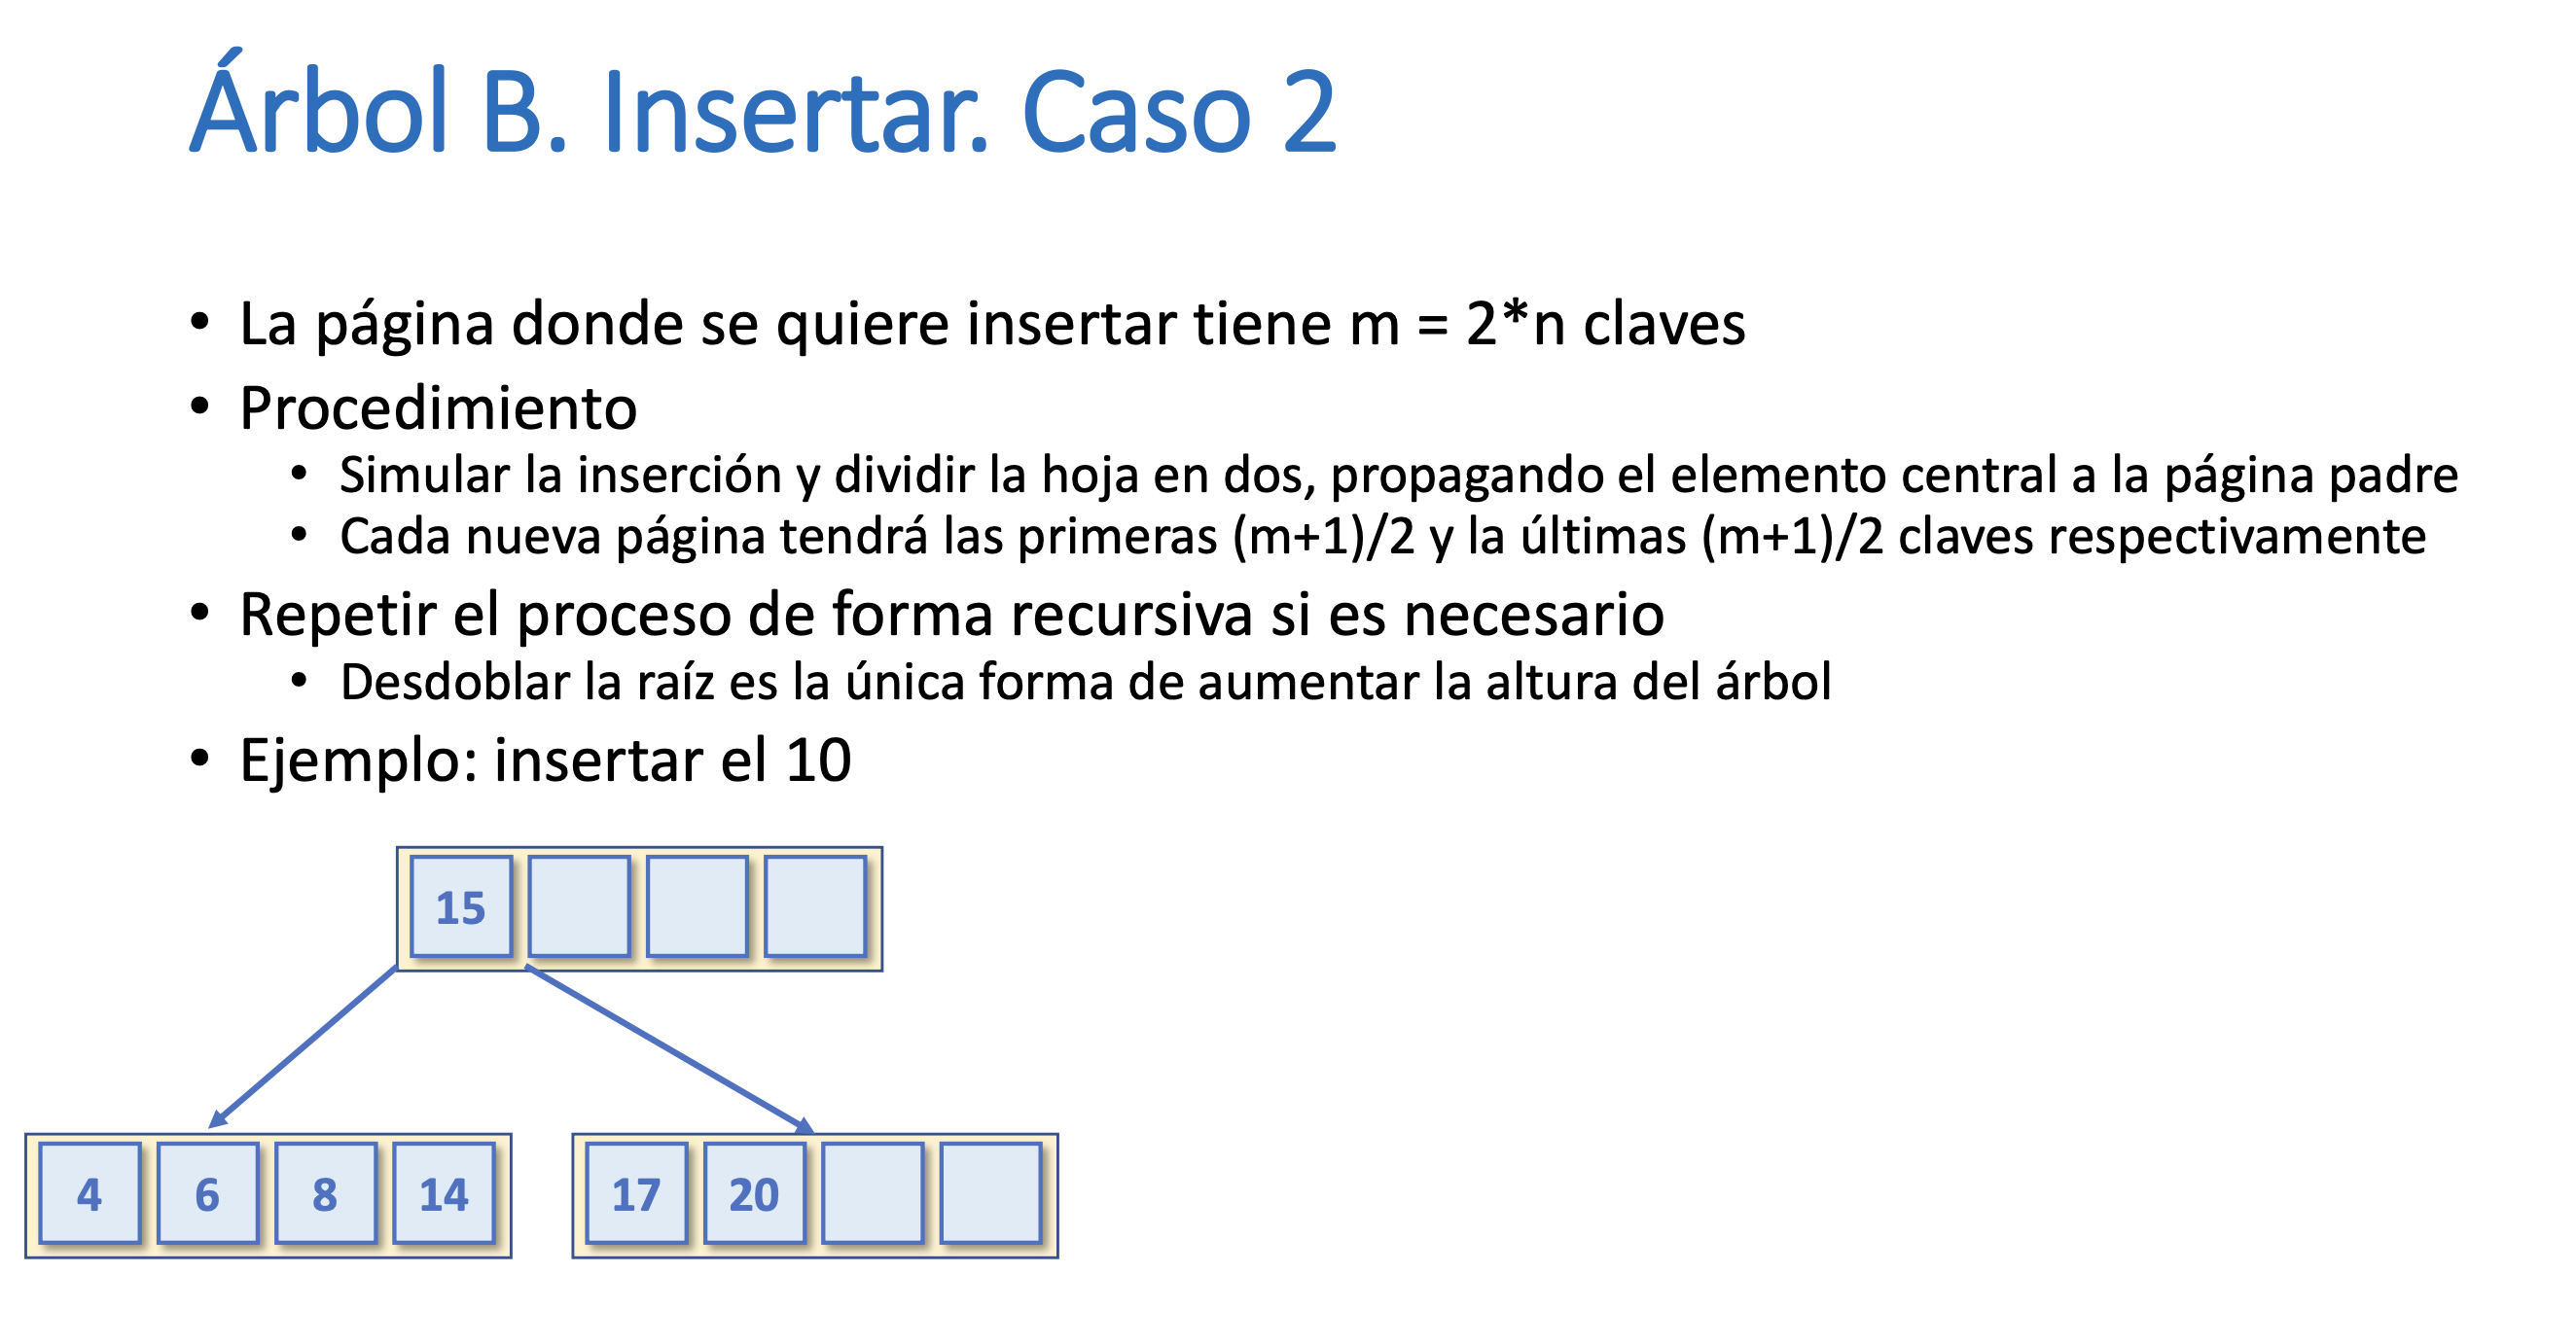 Árbol B. Insertar. Caso 2
• La página donde se quiere insertar tiene m = 2*n claves
• Procedimiento
• Simular la inserción y dividir la hoja en dos, propagando el elemento central a la página padre
• Cada nueva página tendrá las primeras (m+1)/2 y la últimas (m+1)/2 claves respectivamente
• Repetir el proceso de forma recursiva si es necesario
• Desdoblar la raíz es la única forma de aumentar la altura del árbol
• Ejemplo: insertar el 10
15
4 6 8 14 17 20